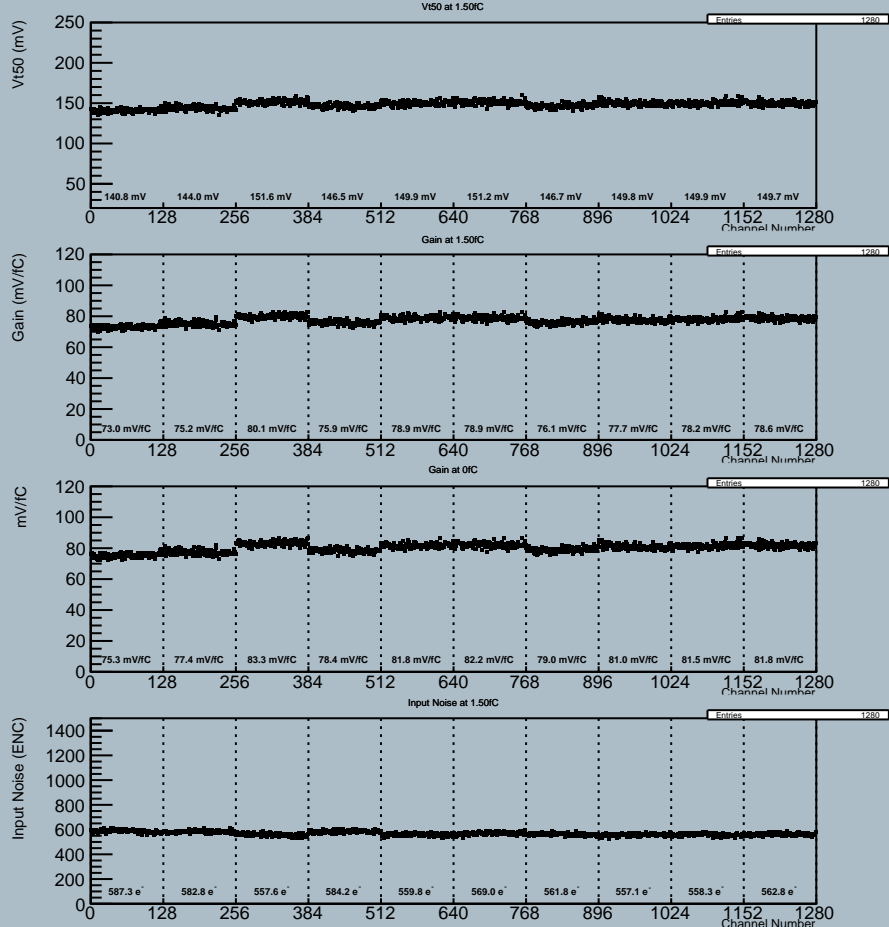 Vt50 at 1.50fC
Entries 1280
Vt50 (mV)
250
200
150
100
50
140.8 mV 144.0 mV 151.6 mV 146.5 mV 149.9 mV 151.2 mV 146.7 mV 149.8 mV 149.9 mV 149.7 mV
0 128 256 384 512 640 768 896 1024 1152 1280
Channel Number
Gain at 1.50fC
Entries 1280
Gain (mV/fC)
120
100
80
60
40
20
0
73.0 mV/fC 75.2 mV/fC 80.1 mV/fC 75.9 mV/fC 78.9 mV/fC 78.9 mV/fC 76.1 mV/fC 77.7 mV/fC 78.2 mV/fC 78.6 mV/fC
0 128 256 384 512 640 768 896 1024 1152 1280
Channel Number
Gain at 0fC
Entries 1280
mV/fC
120
100
80
60
40
20
0
75.3 mV/fC 77.4 mV/fC 83.3 mV/fC 78.4 mV/fC 81.8 mV/fC 82.2 mV/fC 79.0 mV/fC 81.0 mV/fC 81.5 mV/fC 81.8 mV/fC
0 128 256 384 512 640 768 896 1024 1152 1280
Channel Number
Input Noise at 1.50fC
Entries 1280
Input Noise (ENC)
1400
1200
1000
800
600
400
200
0
587.3 e⁻ 582.8 e⁻ 557.6 e⁻ 584.2 e⁻ 559.8 e⁻ 569.0 e⁻ 561.8 e⁻ 557.1 e⁻ 558.3 e⁻ 562.8 e⁻
0 128 256 384 512 640 768 896 1024 1152 1280
Channel Number